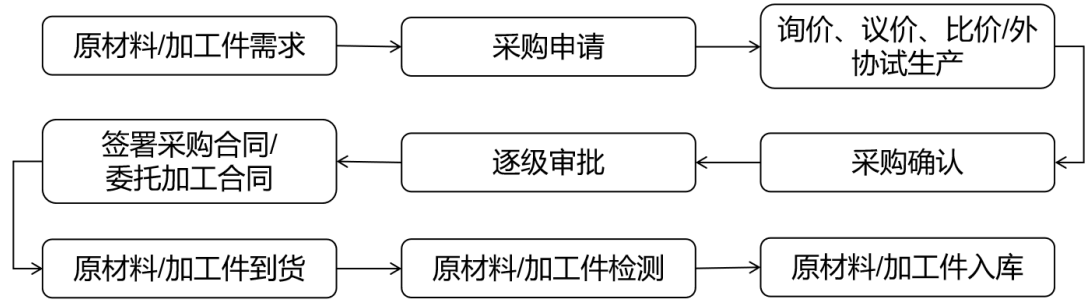 原材料/加工件需求
采购申请
询价、议价、比价/外
协试生产
采购确认
逐级审批
签署采购合同/
委托加工合同
原材料/加工件到货
原材料/加工件检测
原材料/加工件入库